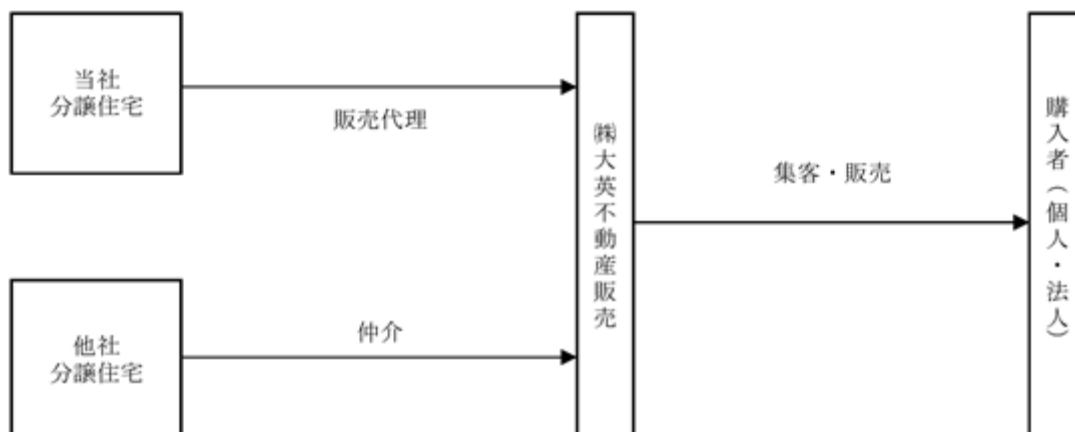 当社
分譲住宅
販売代理
㈱大英不動産販売
集客・販売
購入者（個人・法人）
他社
分譲住宅
仲介